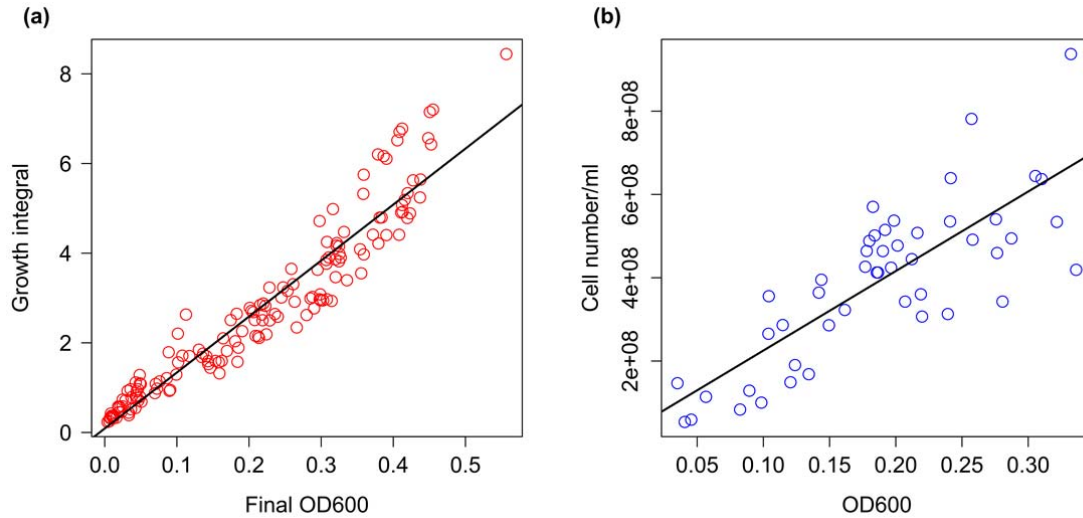 (a)
Growth integral
8
6
4
2
0
0.0 0.1 0.2 0.3 0.4 0.5
Final OD600
(b)
Cell number/ml
8e+08
6e+08
4e+08
2e+08
0.05 0.10 0.15 0.20 0.25 0.30
OD600